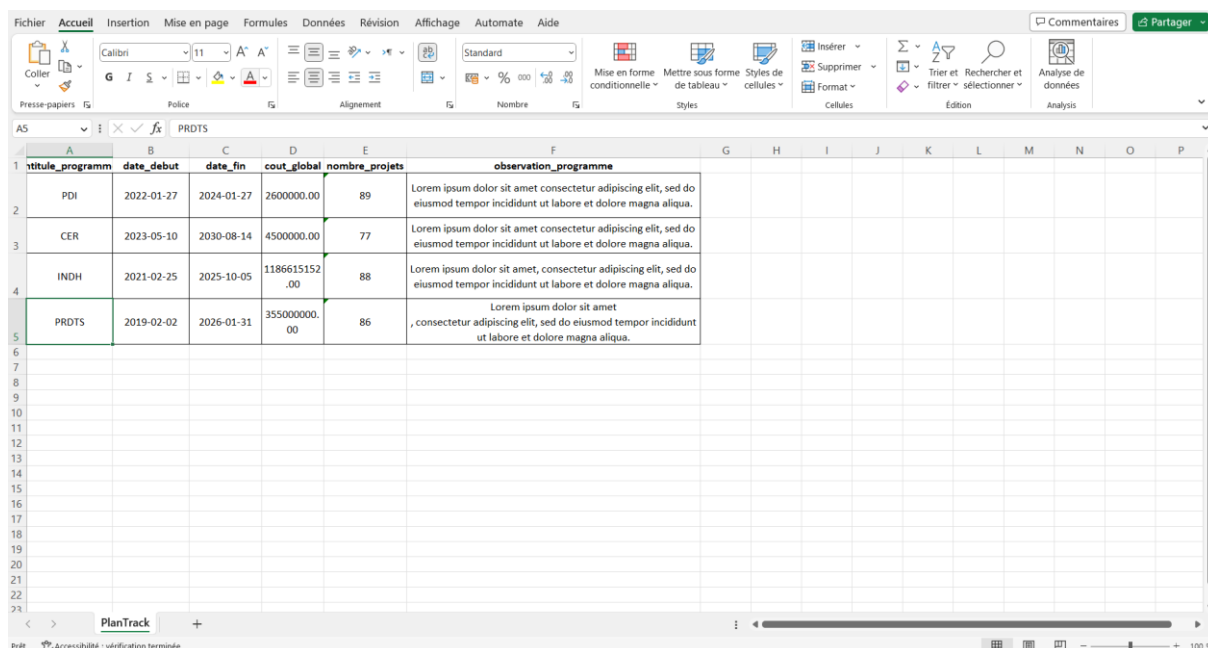 Fichier Accueil Insertion Mise en page Formules Données Révision Affichage Automate Aide Commentaires Partager
Coller
Calibri 11
G I S
Standard
% 000
Mise en forme conditionnelle
Mettre sous forme de tableau
Styles de cellules
Insérer
Supprimer
Format
Trier et filtrer
Rechercher et sélectionner
Analyse de données
Presse-papiers Police Alignement Nombre Styles Cellules Édition Analysis
A5 fx PRDTS
A B C D E F G H I J K L M N O P
1 ntitule_programm date_debut date_fin cout_global nombre_projets observation_programme
2 PDI 2022-01-27 2024-01-27 2600000.00 89 Lorem ipsum dolor sit amet consectetur adipiscing elit, sed do
eiusmod tempor incididunt ut labore et dolore magna aliqua.
3 CER 2023-05-10 2030-08-14 4500000.00 77 Lorem ipsum dolor sit amet consectetur adipiscing elit, sed do
eiusmod tempor incididunt ut labore et dolore magna aliqua.
4 INDH 2021-02-25 2025-10-05 1186615152
.00 88 Lorem ipsum dolor sit amet, consectetur adipiscing elit, sed do
eiusmod tempor incididunt ut labore et dolore magna aliqua.
5 PRDTS 2019-02-02 2026-01-31 355000000.
00 86 Lorem ipsum dolor sit amet
, consectetur adipiscing elit, sed do eiusmod tempor incididunt
ut labore et dolore magna aliqua.
6
7
8
9
10
11
12
13
14
15
16
17
18
19
20
21
22
23
PlanTrack
Prêt Accessibilité : vérification terminée